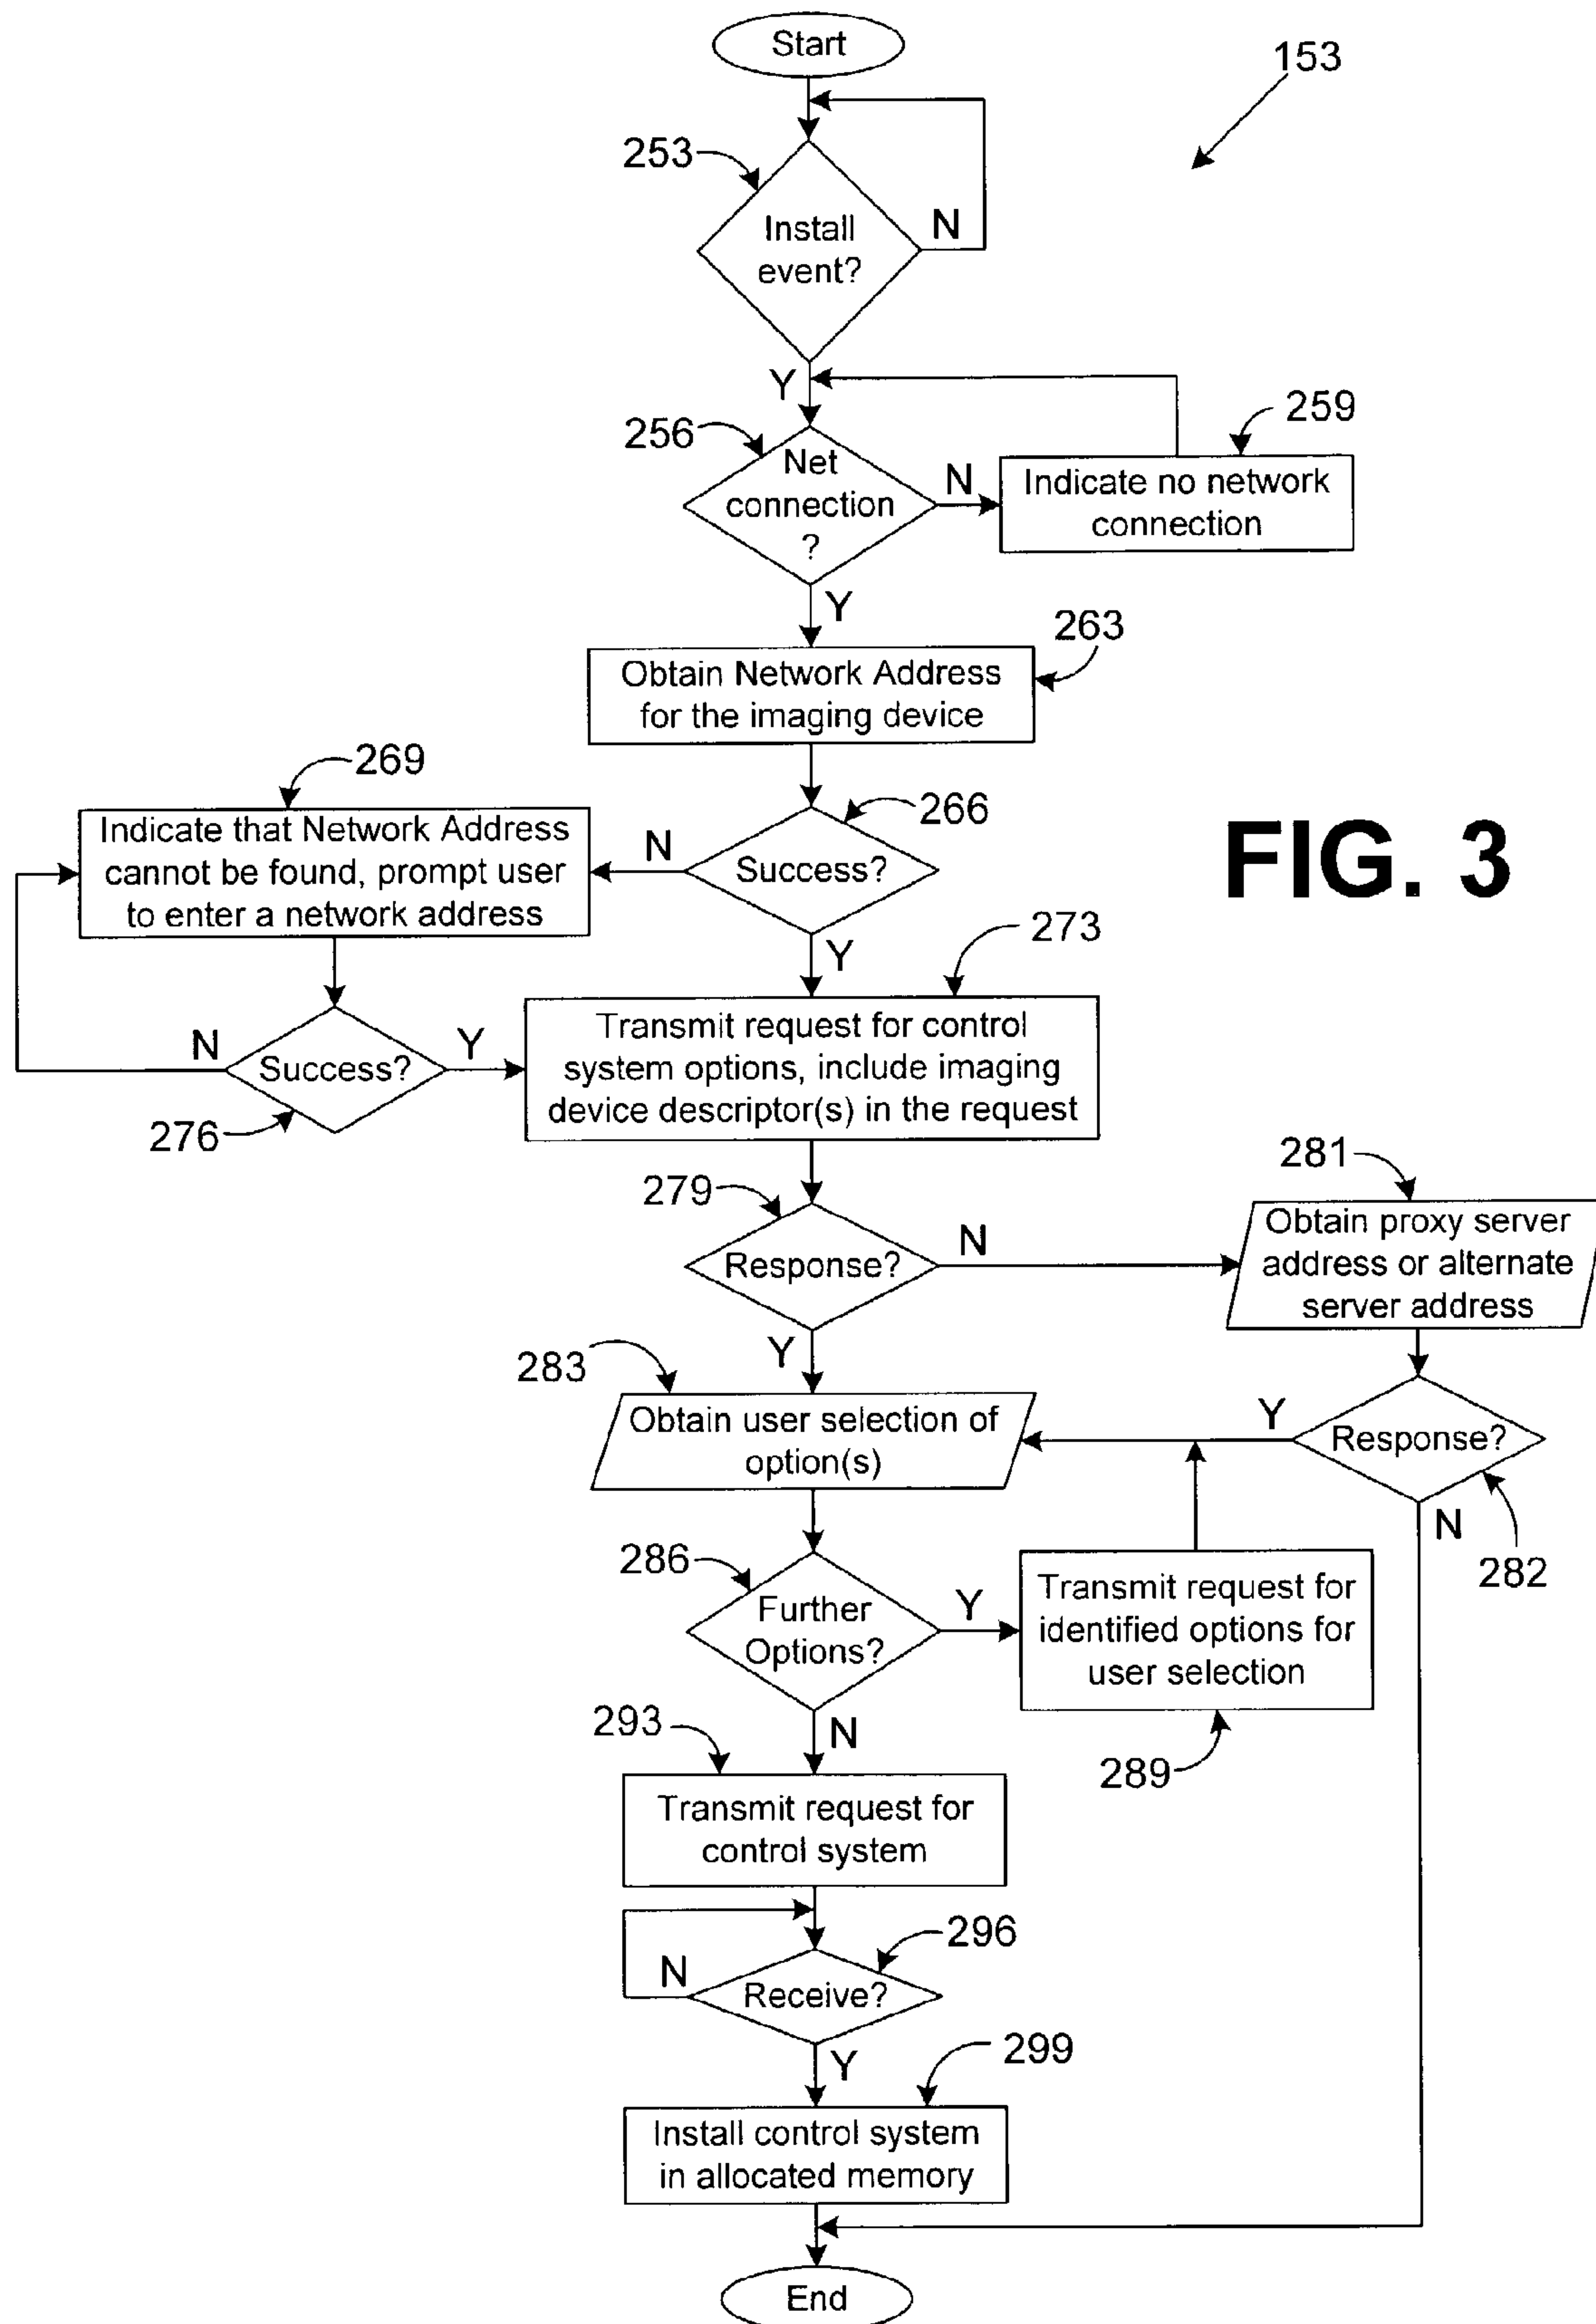 Start
153
253
Install
event?
N
Y
256
Net
connection
?
N
259
Indicate no network
connection
Y
263
Obtain Network Address
for the imaging device
269
Indicate that Network Address
cannot be found, prompt user
to enter a network address
N
266
Success?
FIG. 3
Y
273
N
Success?
Y
276
Transmit request for control
system options, include imaging
device descriptor(s) in the request
279
Response?
N
281
Obtain proxy server
address or alternate
server address
Y
283
Obtain user selection of
option(s)
Y
Response?
N
282
286
Further
Options?
Y
Transmit request for
identified options for
user selection
289
N
293
Transmit request for
control system
N
296
Receive?
Y
299
Install control system
in allocated memory
End